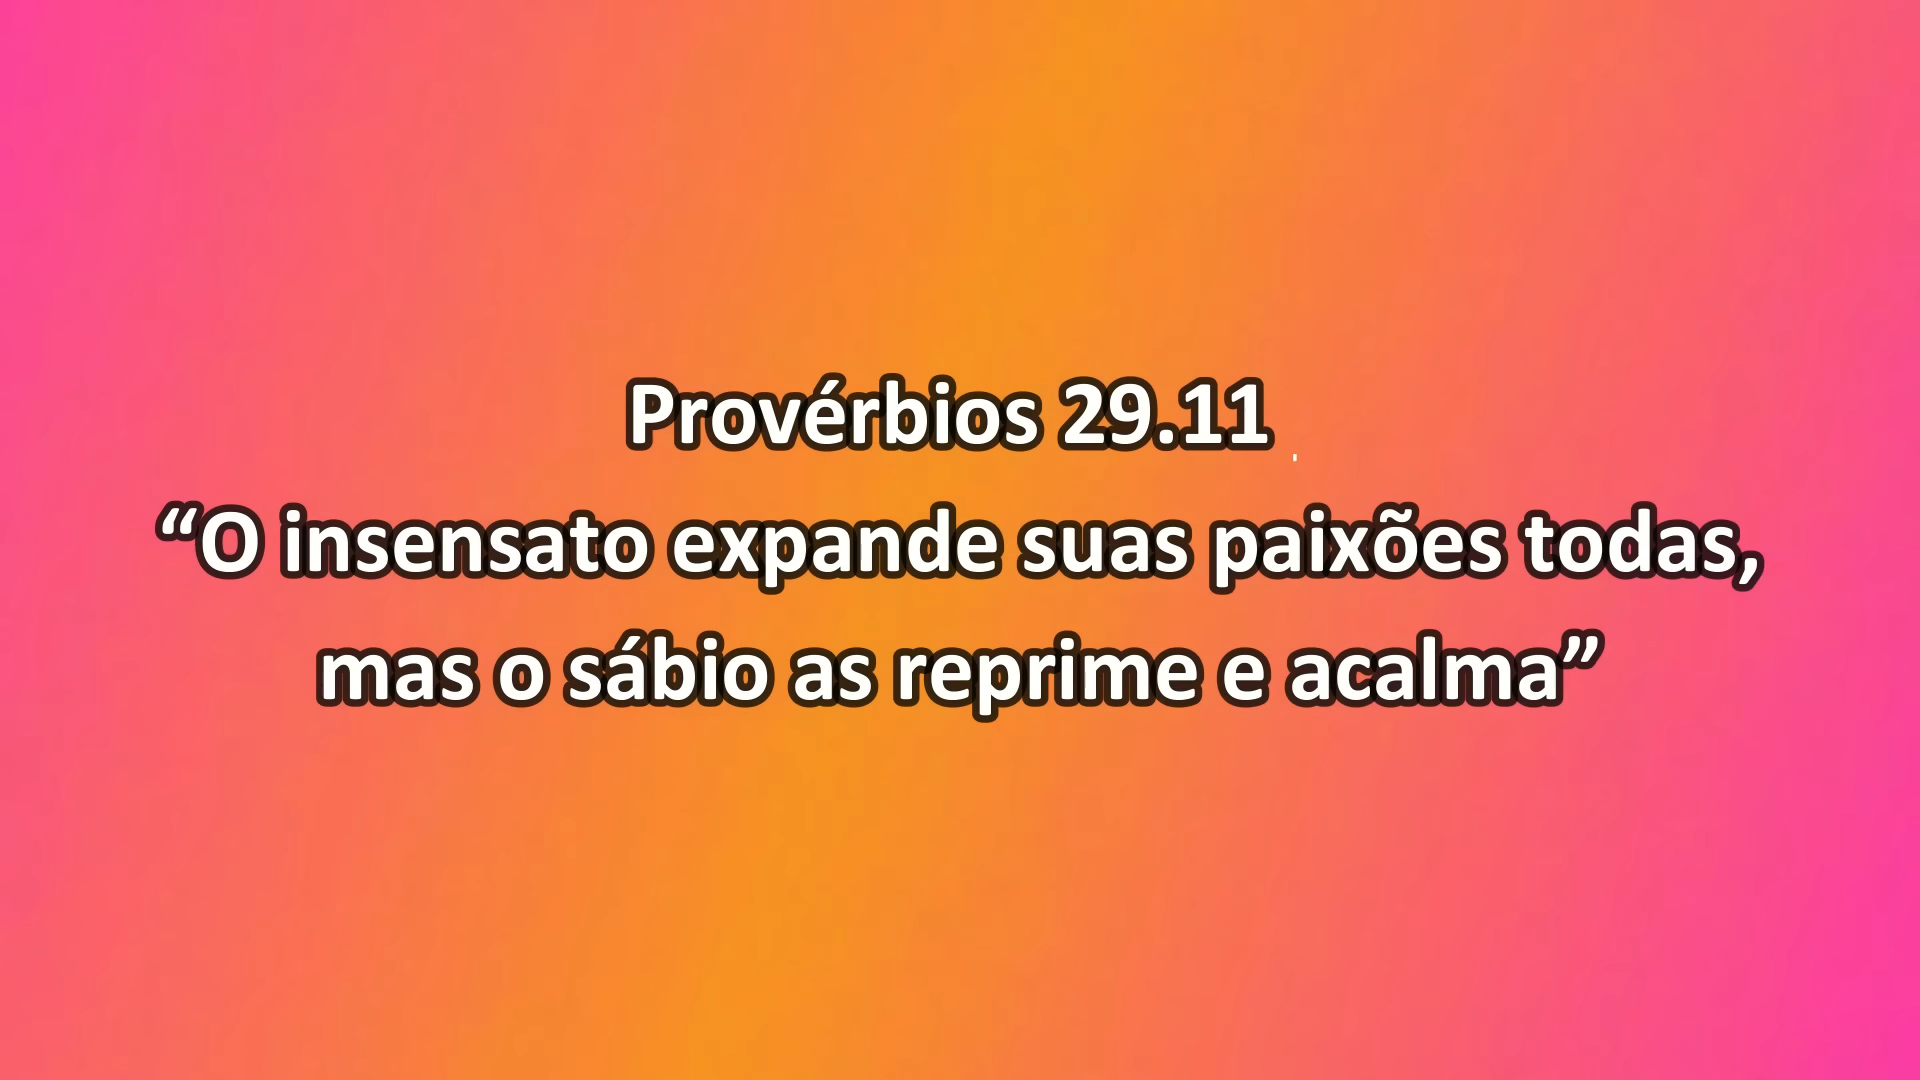 Provérbios 29.11
“O insensato expande suas paixões todas,
mas o sábio as reprime e acalma”